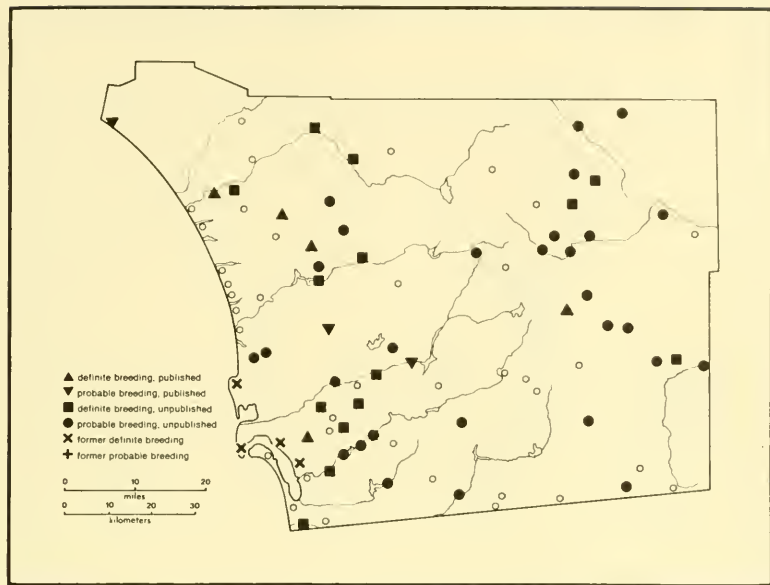 definite breeding, published
probable breeding, published
definite breeding, unpublished
probable breeding, unpublished
former definite breeding
former probable breeding
0 10 20
miles
0 10 20 30
kilometers